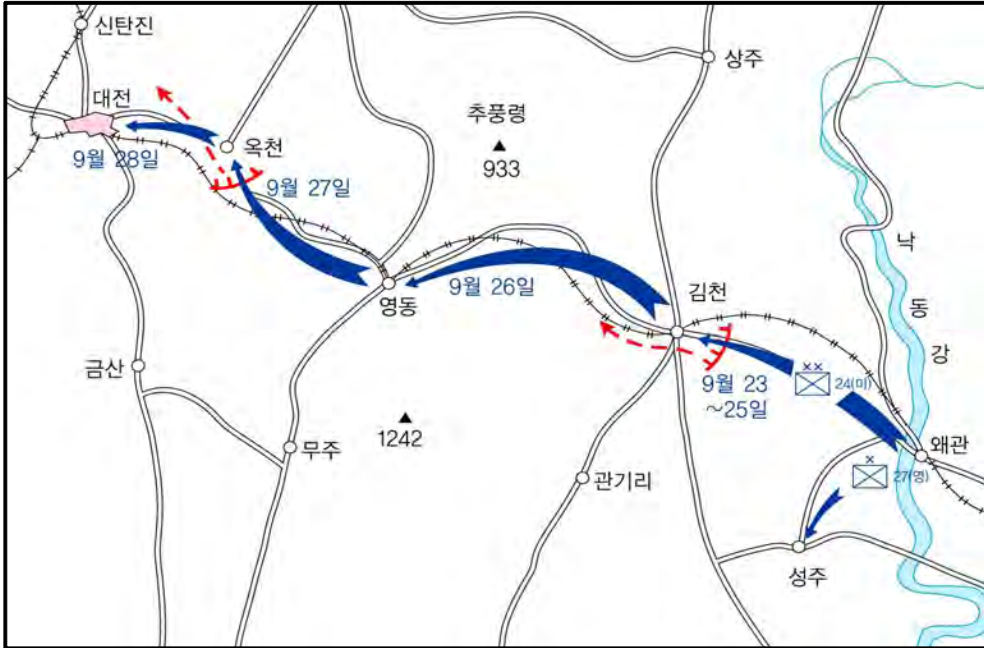 신탄진
상주
대전
추풍령
옥천
933
9월 28일
9월 27일
낙
동
강
9월 26일
김천
영동
금산
9월 23
~25일
××
24(미)
1242
무주
왜관
×
27(영)
관기리
성주